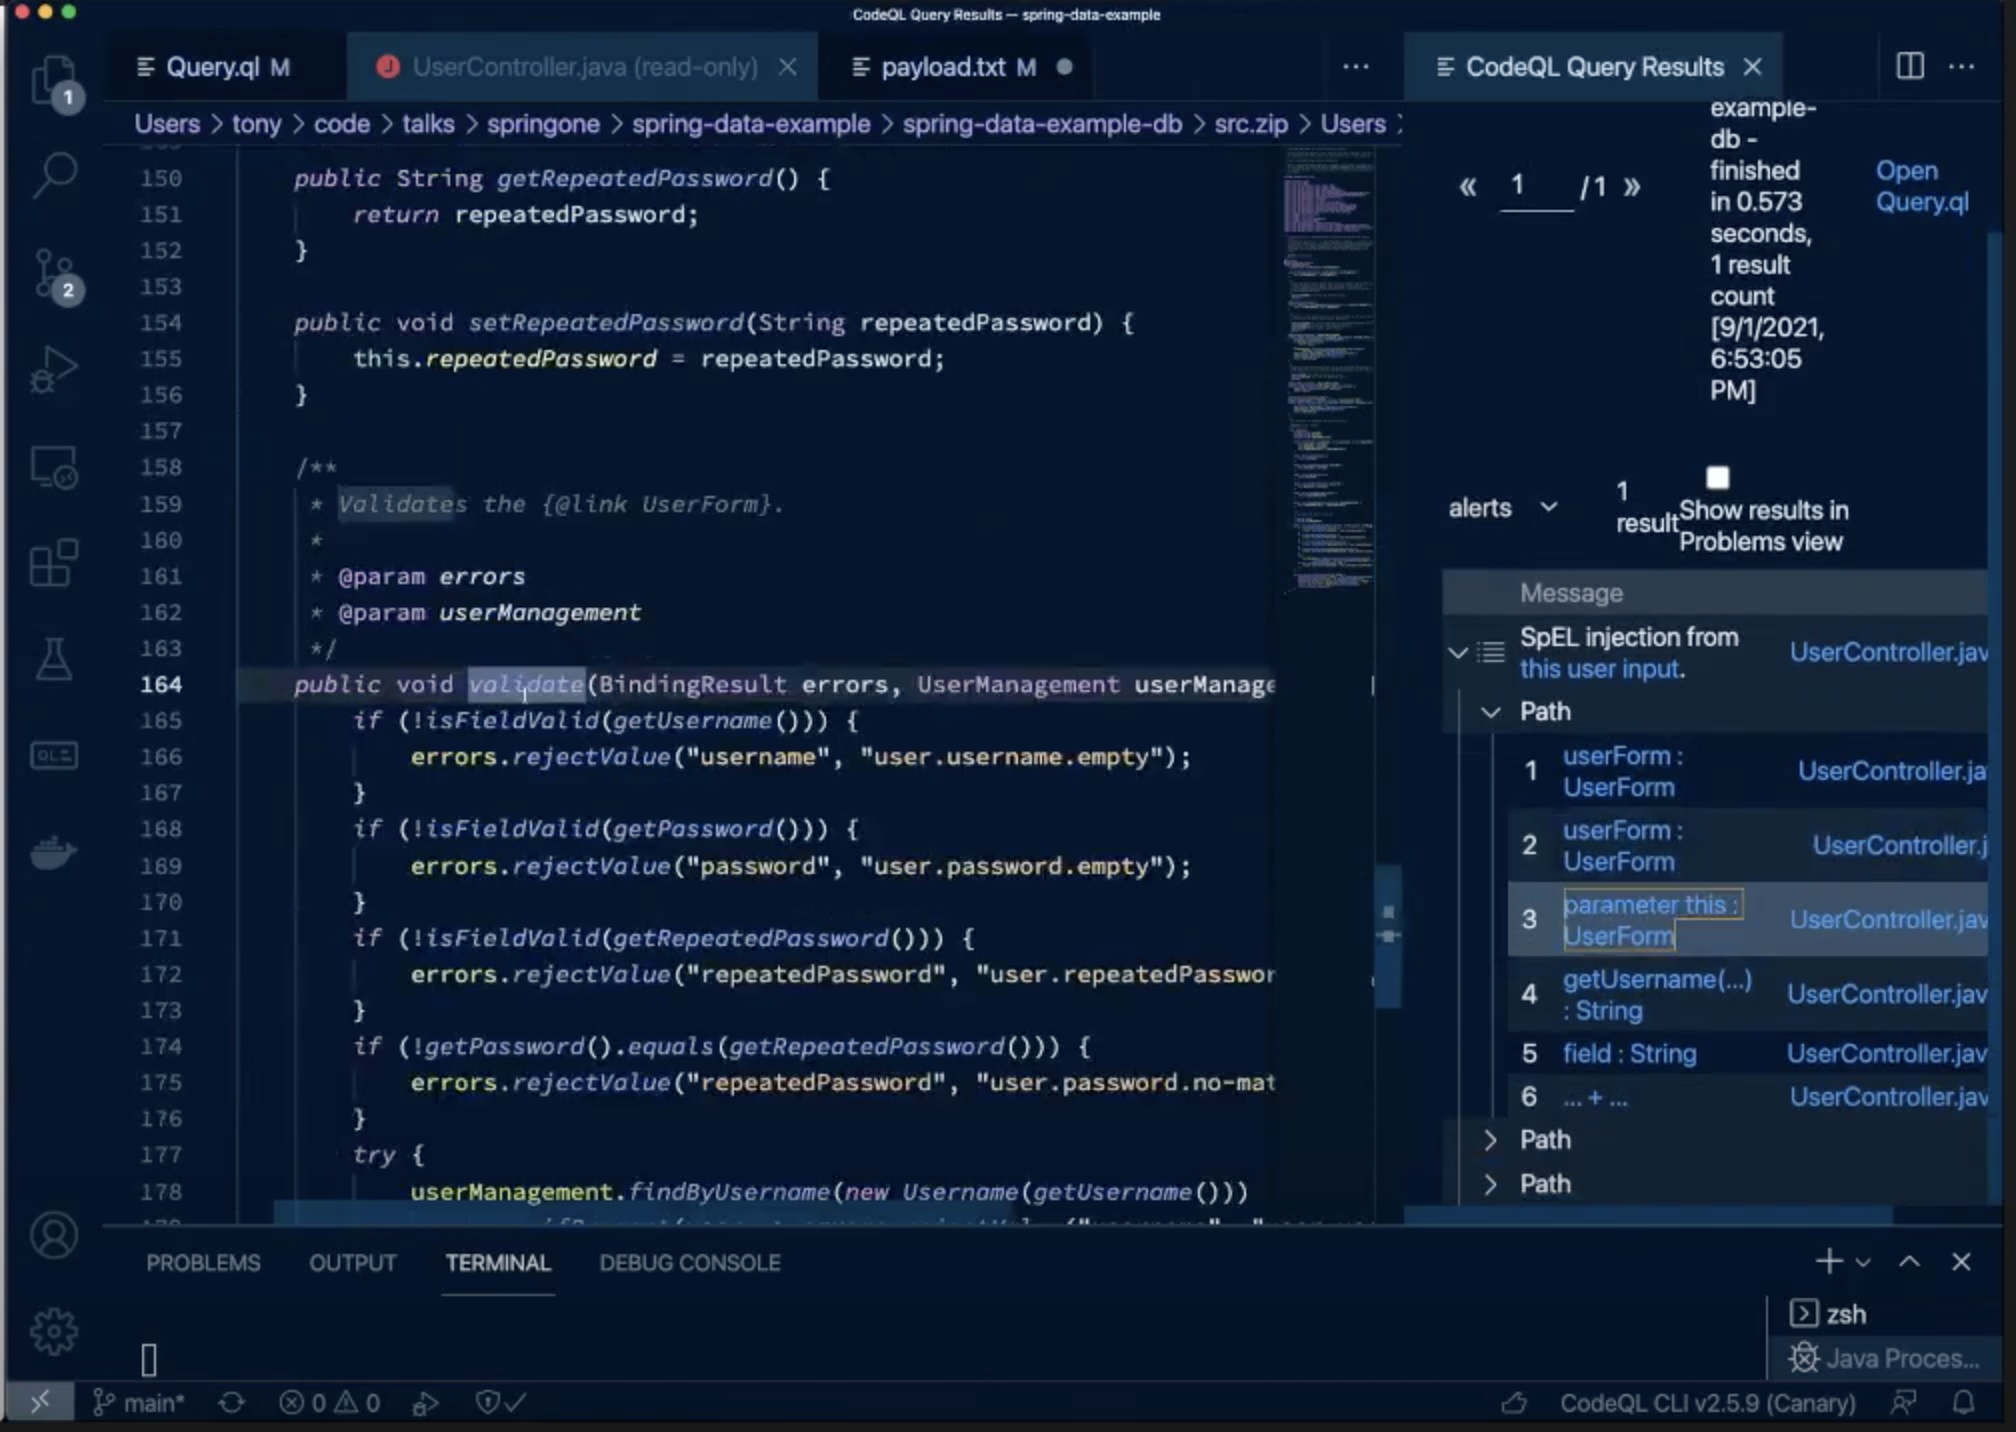 CodeQL Query Results — spring-data-example
Query.ql M
UserController.java (read-only)
payload.txt M
CodeQL Query Results
Users > tony > code > talks > springone > spring-data-example > spring-data-example-db > src.zip > Users
150 public String getRepeatedPassword() {
151 return repeatedPassword;
152 }
153
154 public void setRepeatedPassword(String repeatedPassword) {
155 this.repeatedPassword = repeatedPassword;
156 }
157
158 /**
159 * Validates the {@link UserForm}.
160 *
161 * @param errors
162 * @param userManagement
163 */
164 public void validate(BindingResult errors, UserManagement userManage
165 if (!isFieldValid(getUsername())) {
166 errors.rejectValue("username", "user.username.empty");
167 }
168 if (!isFieldValid(getPassword())) {
169 errors.rejectValue("password", "user.password.empty");
170 }
171 if (!isFieldValid(getRepeatedPassword())) {
172 errors.rejectValue("repeatedPassword", "user.repeatedPasswor
173 }
174 if (!getPassword().equals(getRepeatedPassword())) {
175 errors.rejectValue("repeatedPassword", "user.password.no-mat
176 }
177 try {
178 userManagement.findByUsername(new Username(getUsername()))
« 1 /1 »
example-
db -
finished
in 0.573
seconds,
1 result
count
[9/1/2021,
6:53:05
PM]
Open
Query.ql
alerts
1
result
Show results in
Problems view
Message
SpEL injection from
this user input.
UserController.jav
Path
1 userForm :
UserForm
UserController.ja
2 userForm :
UserForm
UserController.j
3 parameter this :
UserForm
UserController.jav
4 getUsername(...)
: String
UserController.jav
5 field : String UserController.jav
6 ... + ... UserController.jav
Path
Path
PROBLEMS OUTPUT TERMINAL DEBUG CONSOLE
zsh
Java Proces...
1
2
QL
main* 0 0
CodeQL CLI v2.5.9 (Canary)